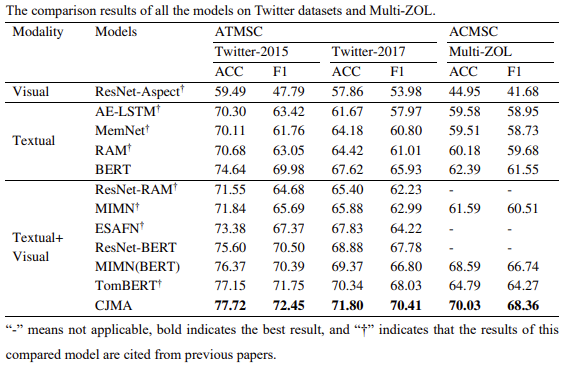 The comparison results of all the models on Twitter datasets and Multi-ZOL.
Modality Models ATMSC ACMSC
Twitter-2015 Twitter-2017 Multi-ZOL
ACC F1 ACC F1 ACC F1
Visual ResNet-Aspect† 59.49 47.79 57.86 53.98 44.95 41.68
Textual
AE-LSTM† 70.30 63.42 61.67 57.97 59.58 58.95
MemNet† 70.11 61.76 64.18 60.80 59.51 58.73
RAM† 70.68 63.05 64.42 61.01 60.18 59.68
BERT 74.64 69.98 67.62 65.93 62.39 61.55
Textual+
Visual
ResNet-RAM† 71.55 64.68 65.40 62.23 - -
MIMN† 71.84 65.69 65.88 62.99 61.59 60.51
ESAFN† 73.38 67.37 67.83 64.22 - -
ResNet-BERT 75.60 70.50 68.88 67.78 - -
MIMN(BERT) 76.37 70.39 69.37 66.80 68.59 66.74
TomBERT† 77.15 71.75 70.34 68.03 64.79 64.27
CJMA 77.72 72.45 71.80 70.41 70.03 68.36
“-” means not applicable, bold indicates the best result, and “†” indicates that the results of this
compared model are cited from previous papers.